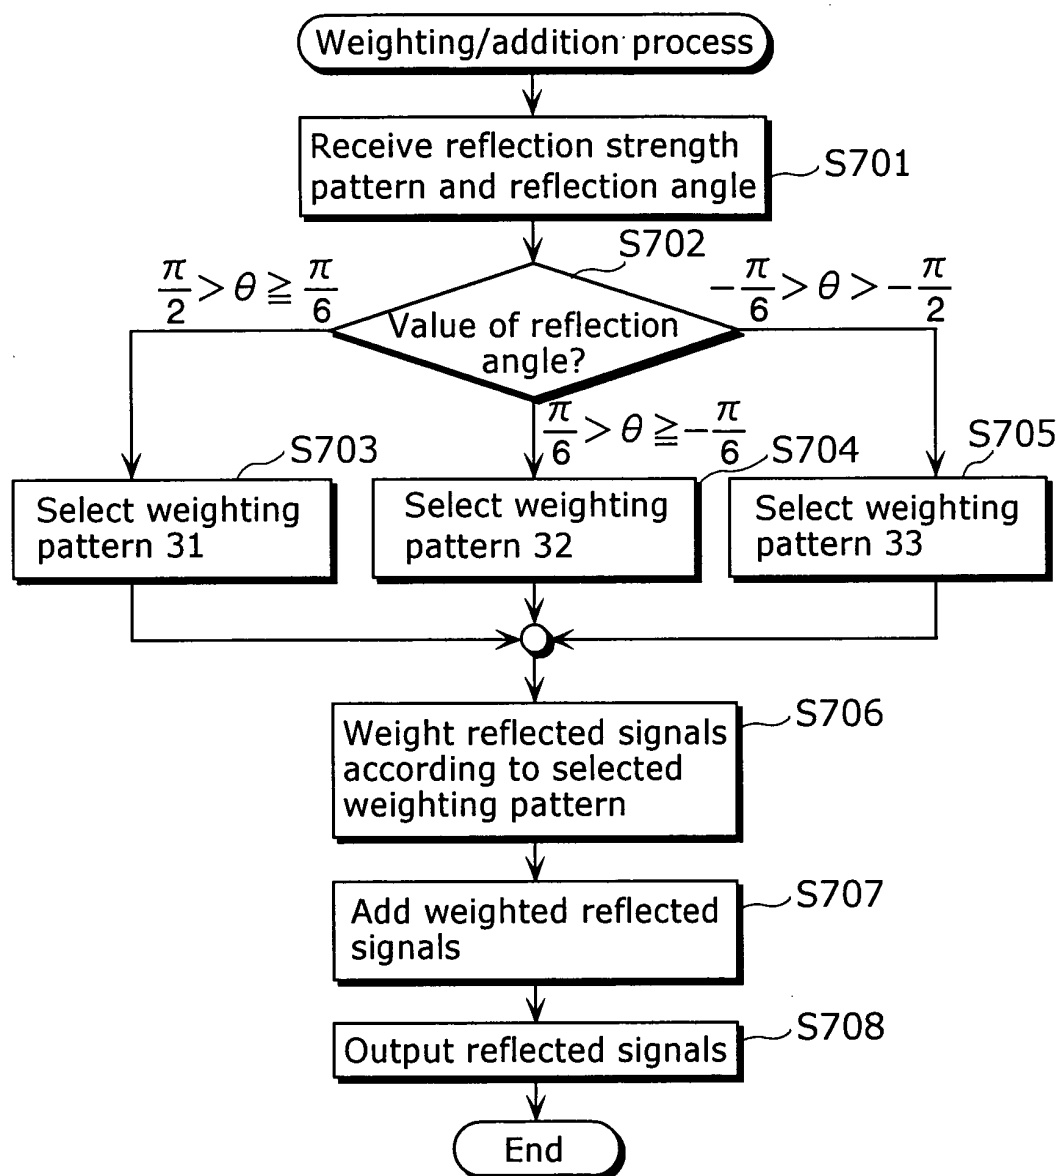 Weighting/addition process
Receive reflection strength
pattern and reflection angle
S701
S702
π/2 > θ ≧ π/6
-π/6 > θ > -π/2
Value of reflection
angle?
π/6 > θ ≧ -π/6
S703
S704
S705
Select weighting
pattern 31
Select weighting
pattern 32
Select weighting
pattern 33
Weight reflected signals
according to selected
weighting pattern
S706
Add weighted reflected
signals
S707
Output reflected signals
S708
End